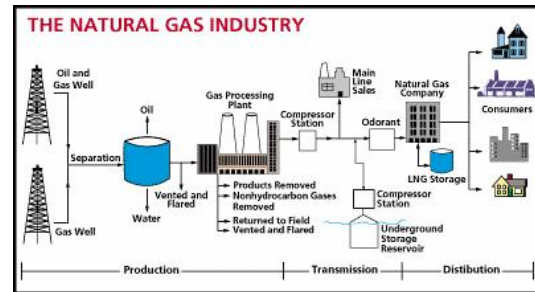 THE NATURAL GAS INDUSTRY
Oil and
Gas Well
Gas Well
Separation
Oil
Water
Vented and
Flared
Gas Processing
Plant
Products Removed
Nonhydrocarbon Gases
Removed
Returned to Field
Vented and Flared
Compressor
Station
Main
Line
Sales
Odorant
Compressor
Station
Underground
Storage
Reservoir
Natural Gas
Company
LNG Storage
Consumers
Production
Transmission
Distibution